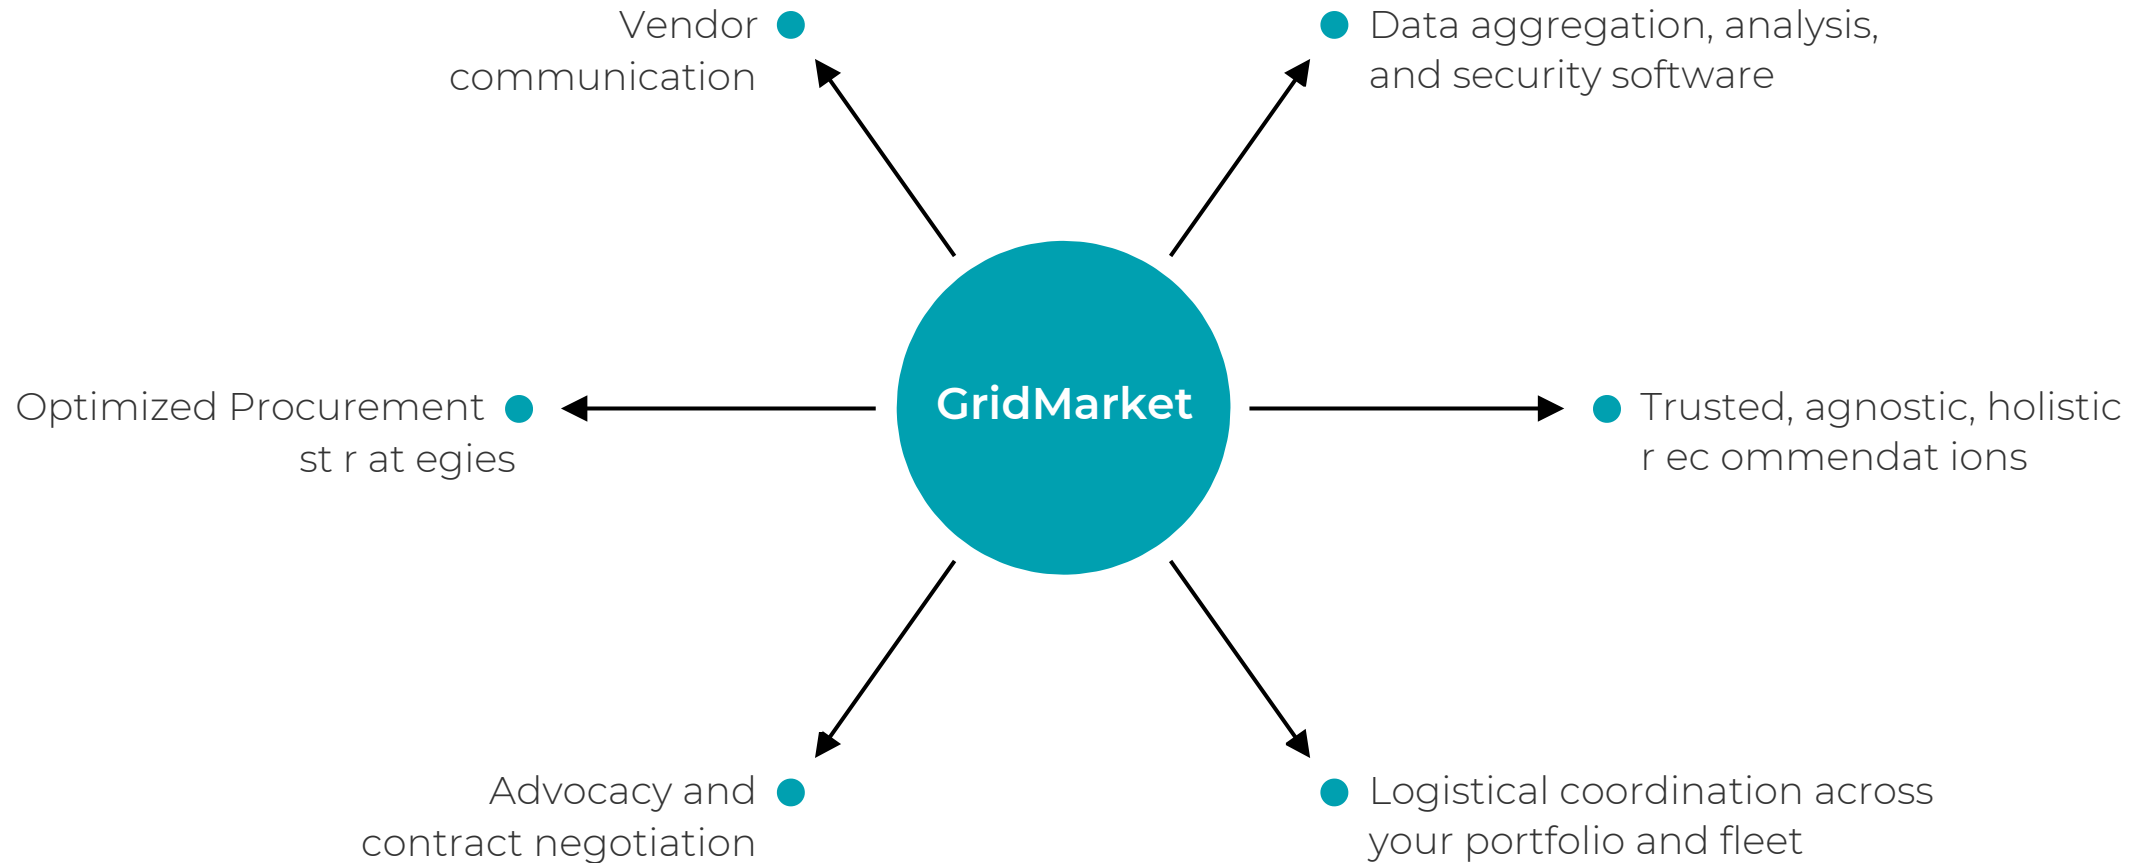 Vendor
communication
Data aggregation, analysis,
and security software
Optimized Procurement
st r at egies
GridMarket
Trusted, agnostic, holistic
r ec ommendat ions
Advocacy and
contract negotiation
Logistical coordination across
your portfolio and fleet